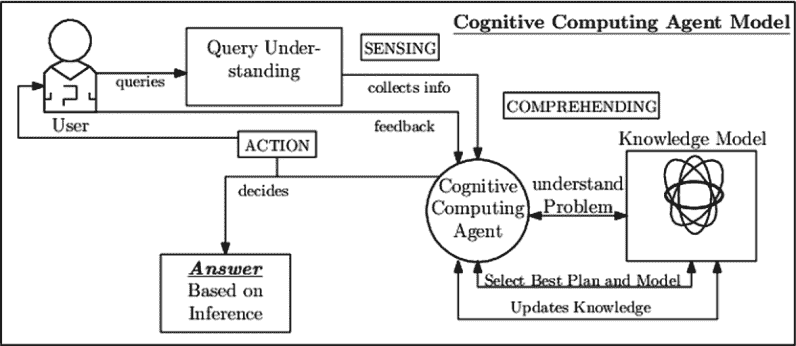 Cognitive Computing Agent Model
Query Under-
standing
SENSING
queries
collects info
COMPREHENDING
User
feedback
Knowledge Model
ACTION
decides
Cognitive
Computing
Agent
understand
Problem
Answer
Based on
Inference
Select Best Plan and Model
Updates Knowledge